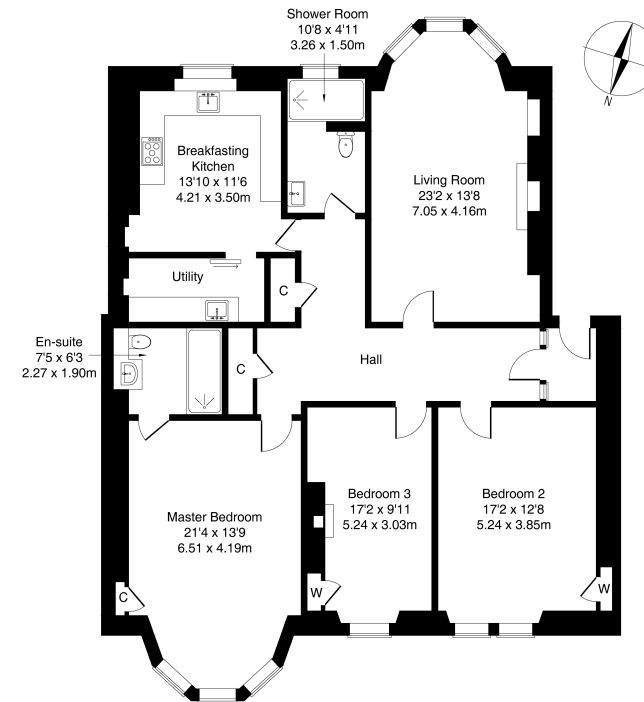 Shower Room
10'8 x 4'11
3.26 x 1.50m
N
Breakfasting
Kitchen
13'10 x 11'6
4.21 x 3.50m
Living Room
23'2 x 13'8
7.05 x 4.16m
Utility
C
En-suite
7'5 x 6'3
2.27 x 1.90m
C
Hall
Master Bedroom
21'4 x 13'9
6.51 x 4.19m
Bedroom 3
17'2 x 9'11
5.24 x 3.03m
Bedroom 2
17'2 x 12'8
5.24 x 3.85m
C
W
W